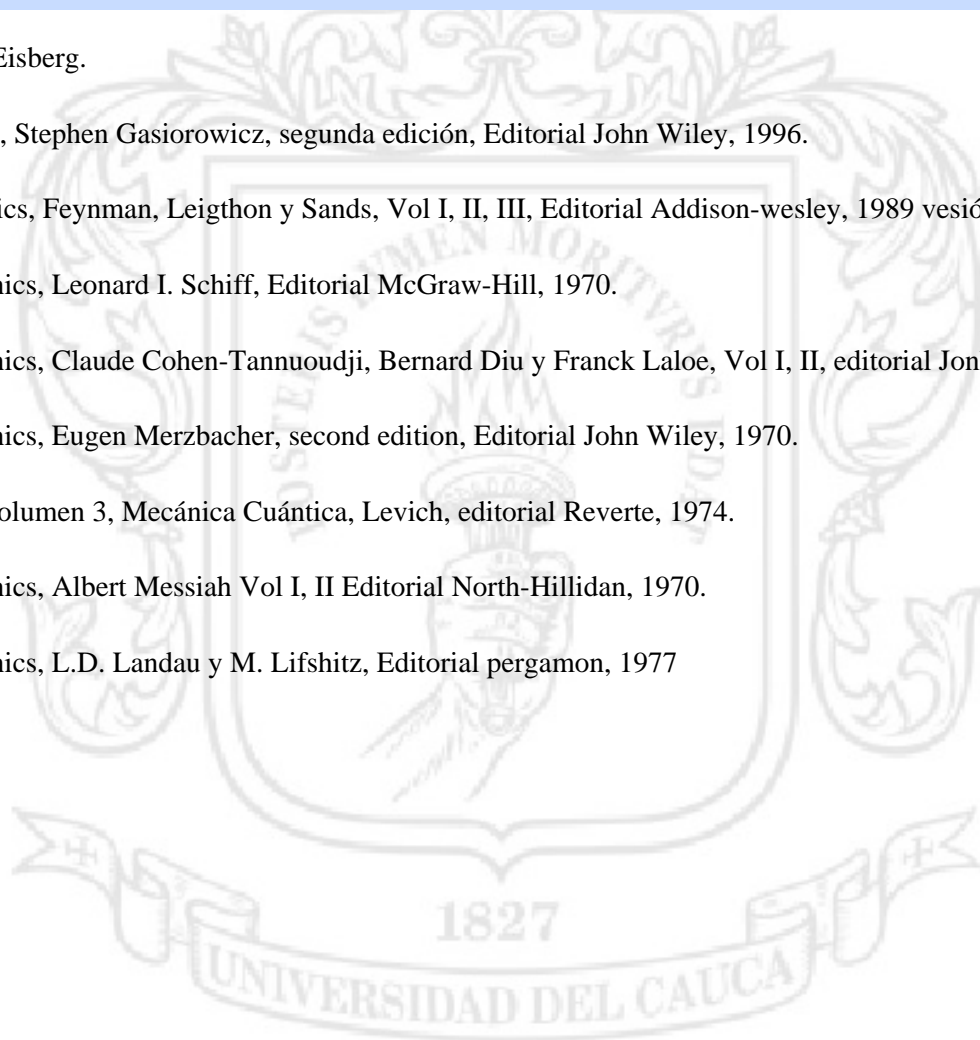 Eisberg.
, Stephen Gasiorowicz, segunda edición, Editorial John Wiley, 1996.
ics, Feynman, Leigthon y Sands, Vol I, II, III, Editorial Addison-wesley, 1989 vesió
nics, Leonard I. Schiff, Editorial McGraw-Hill, 1970.
nics, Claude Cohen-Tannuoudji, Bernard Diu y Franck Laloe, Vol I, II, editorial Jon
nics, Eugen Merzbacher, second edition, Editorial John Wiley, 1970.
olumen 3, Mecánica Cuántica, Levich, editorial Reverte, 1974.
nics, Albert Messiah Vol I, II Editorial North-Hillidan, 1970.
nics, L.D. Landau y M. Lifshitz, Editorial pergamon, 1977
POSTERIS LVMEN MORITVRVS EDAT
1827
UNIVERSIDAD DEL CAUCA